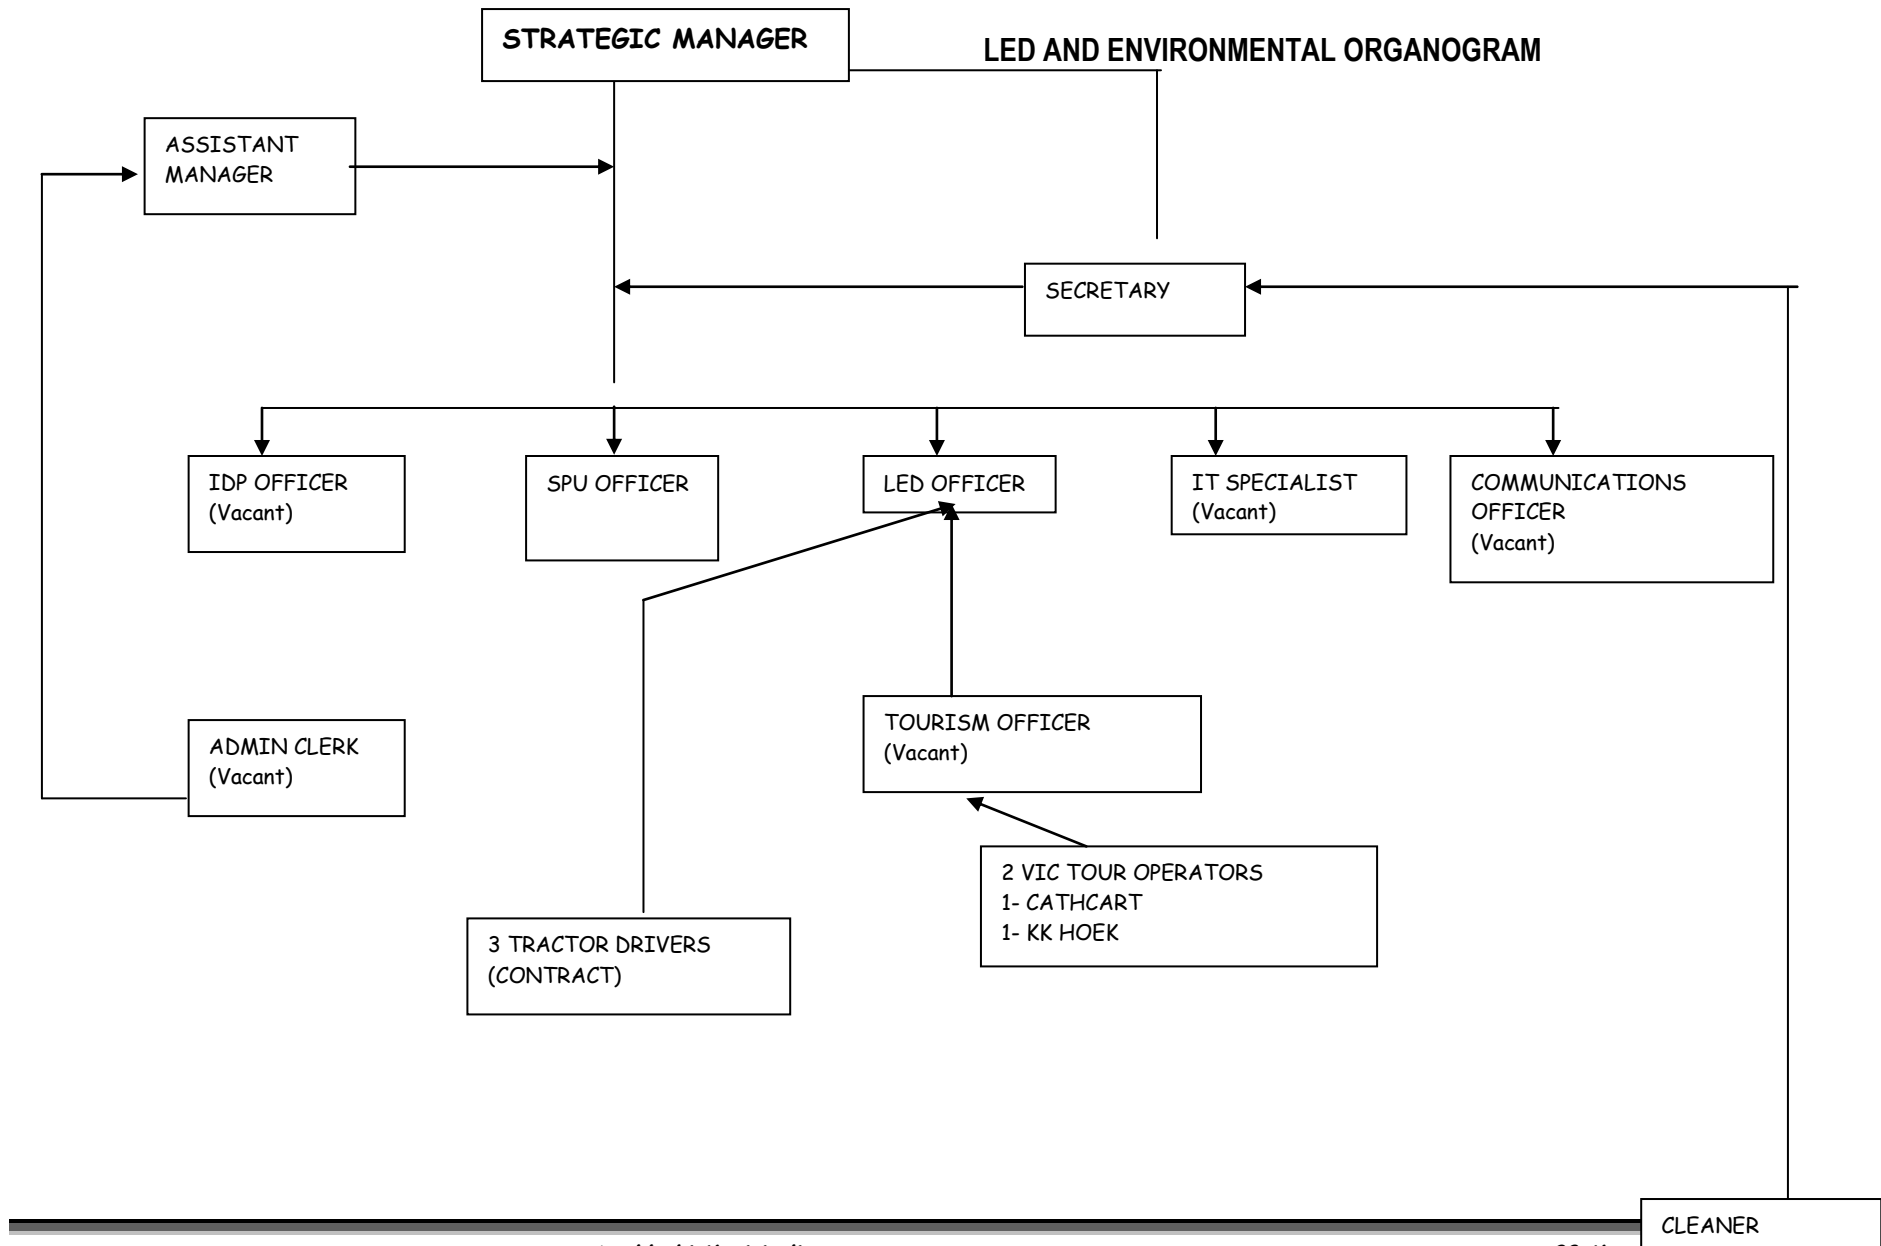 STRATEGIC MANAGER
LED AND ENVIRONMENTAL ORGANOGRAM
ASSISTANT
MANAGER
SECRETARY
IDP OFFICER
(Vacant)
SPU OFFICER
LED OFFICER
IT SPECIALIST
(Vacant)
COMMUNICATIONS
OFFICER
(Vacant)
ADMIN CLERK
(Vacant)
TOURISM OFFICER
(Vacant)
2 VIC TOUR OPERATORS
1- CATHCART
1- KK HOEK
3 TRACTOR DRIVERS
(CONTRACT)
CLEANER